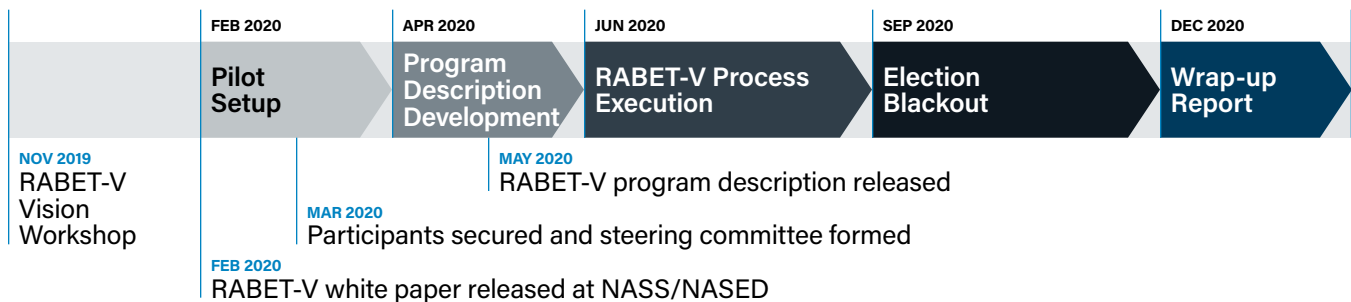 FEB 2020
APR 2020
JUN 2020
SEP 2020
DEC 2020
Pilot
Setup
Program
Description
Development
RABET-V Process
Execution
Election
Blackout
Wrap-up
Report
NOV 2019
RABET-V
Vision
Workshop
MAY 2020
RABET-V program description released
MAR 2020
Participants secured and steering committee formed
FEB 2020
RABET-V white paper released at NASS/NASED